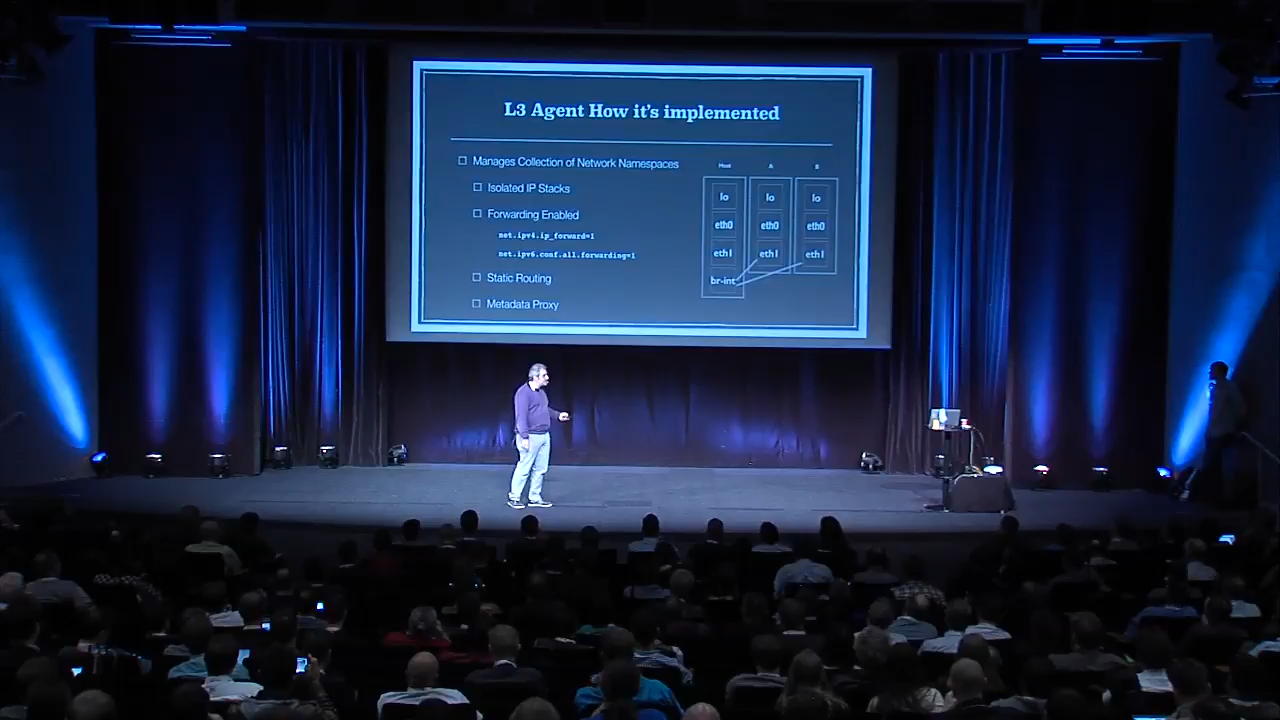 L3 Agent How it's implemented
Manages Collection of Network Namespaces
Isolated IP Stacks
Forwarding Enabled
net.ipv4.ip_forward=1
net.ipv6.conf.all.forwarding=1
Static Routing
Metadata Proxy
Host A B
lo lo lo
eth0 eth0 eth0
eth1 eth1 eth1
br-int